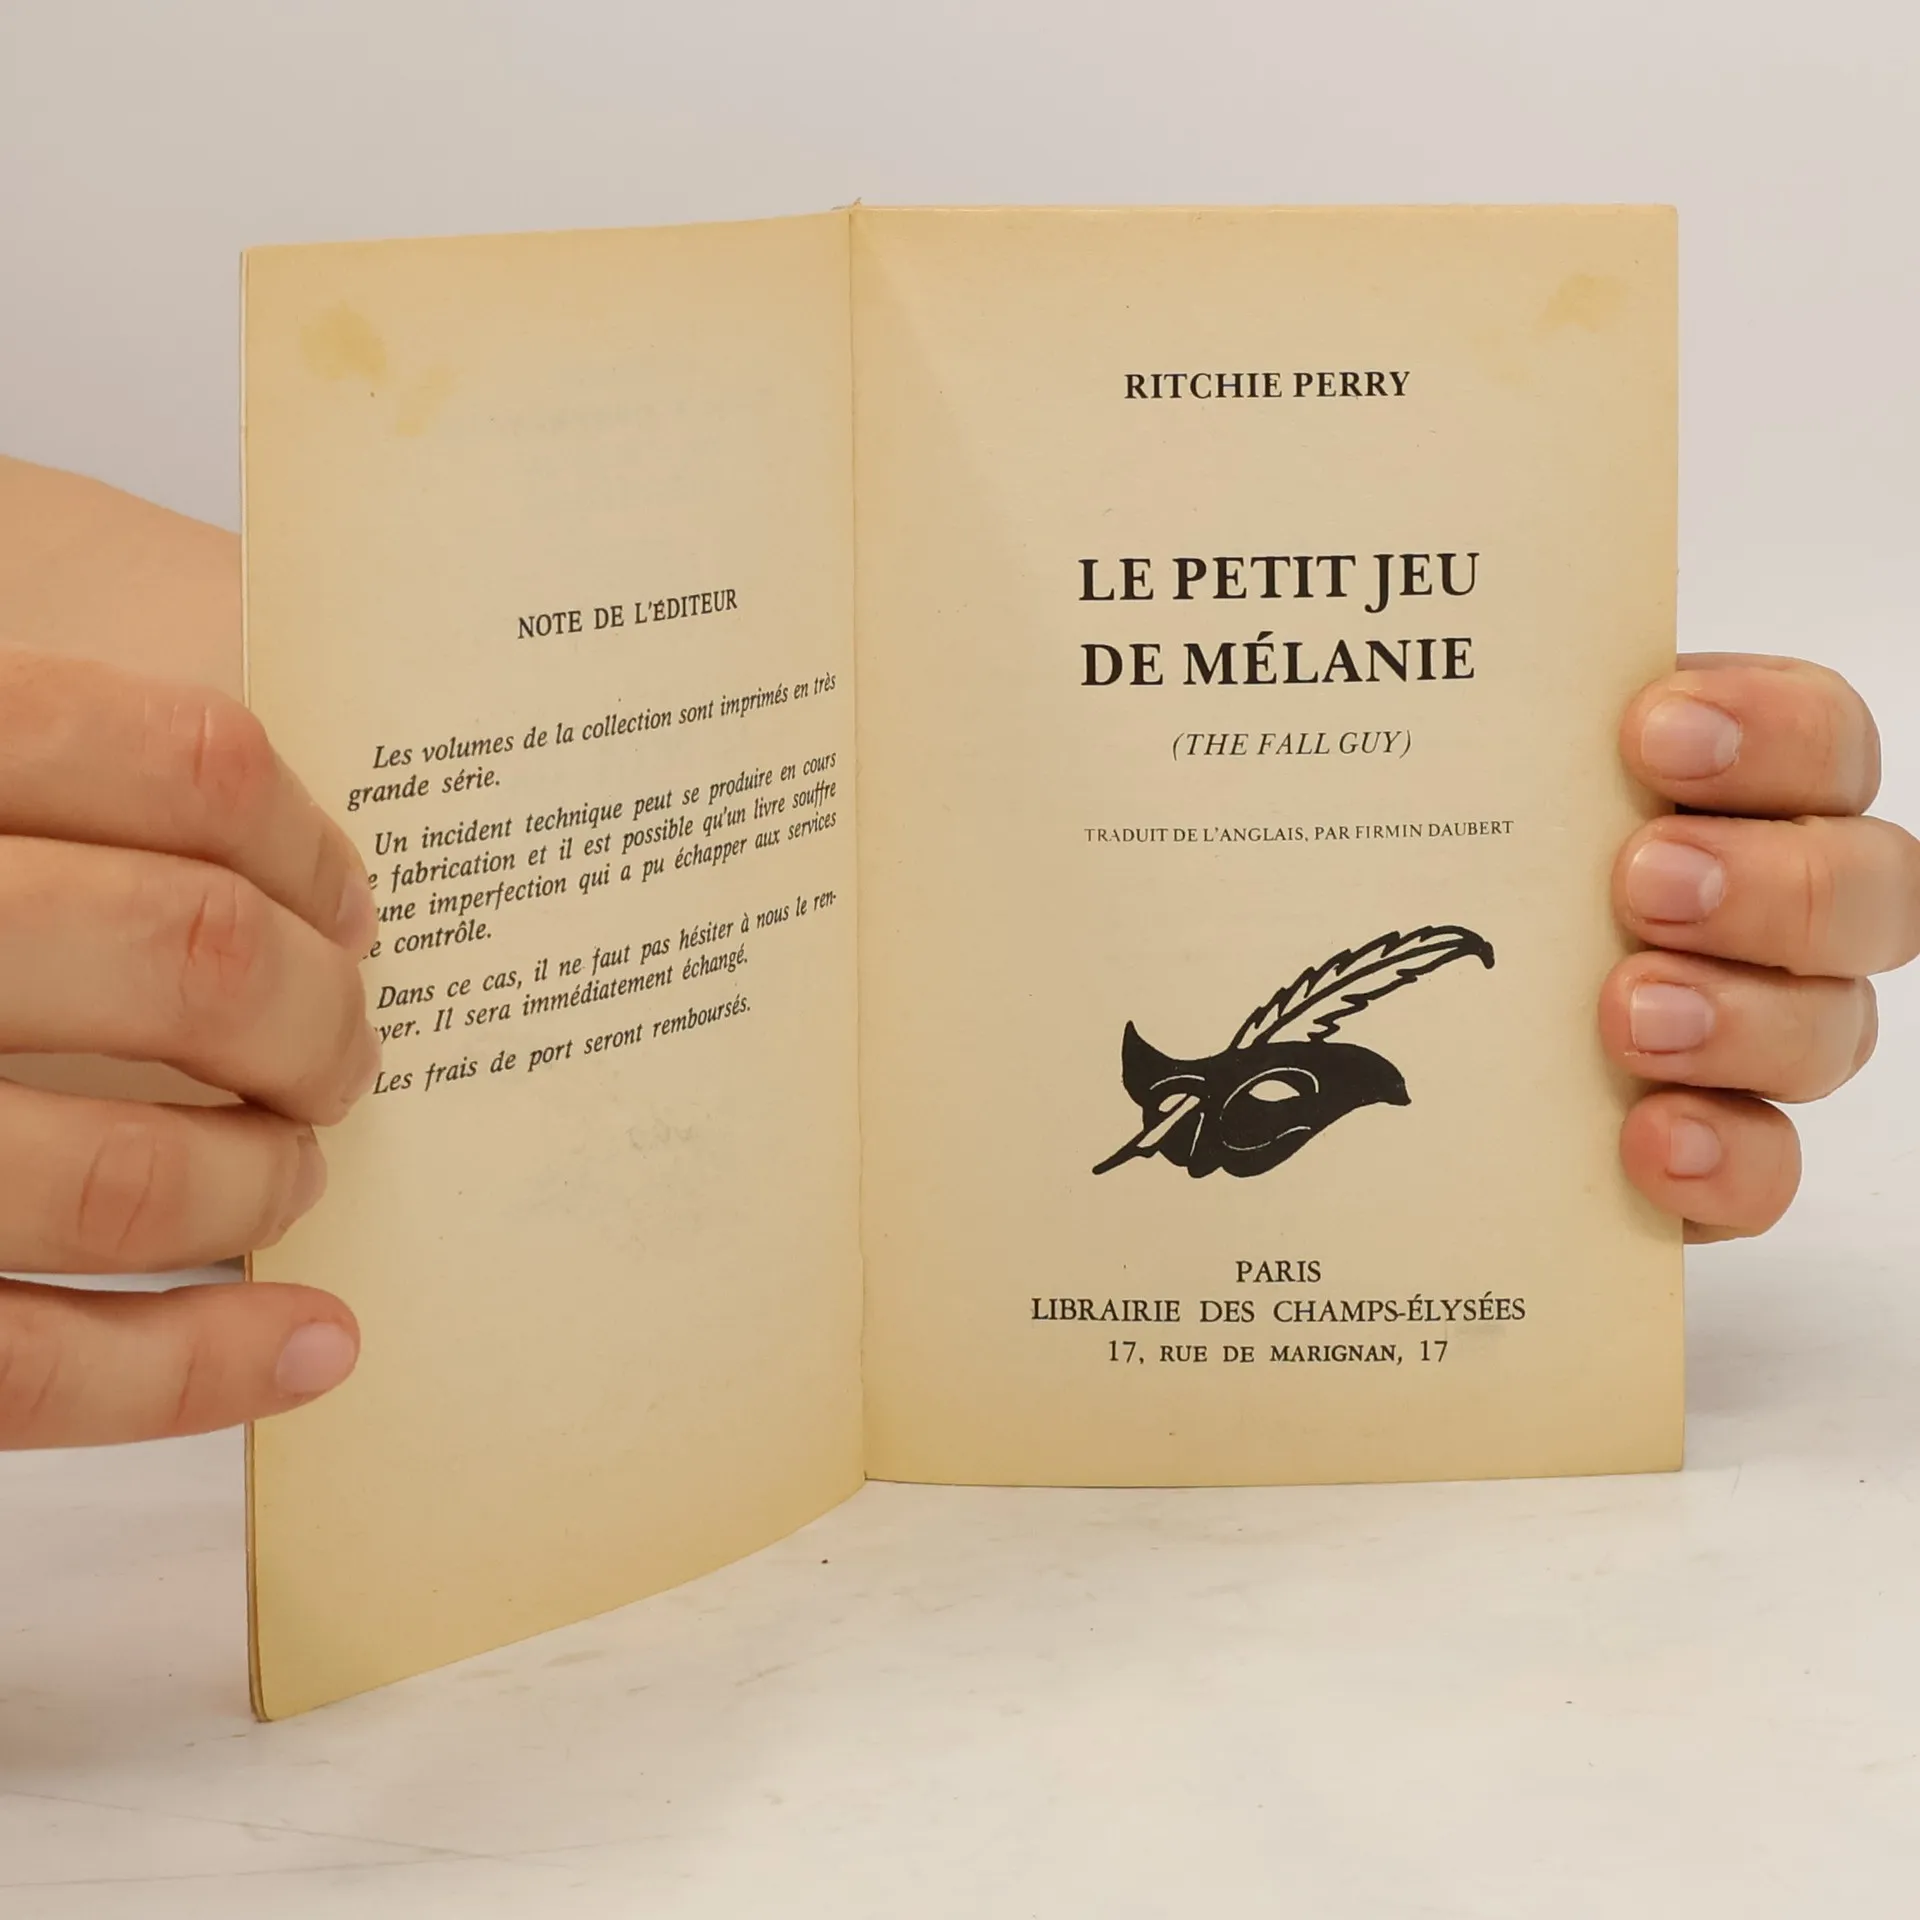 NOTE DE L'ÉDITEUR
Les volumes de la collection sont imprimés en très
grande série.
Un incident technique peut se produire en cours
e fabrication et il est possible qu'un livre souffre
une imperfection qui a pu échapper aux services
e contrôle.
Dans ce cas, il ne faut pas hésiter à nous le ren-
yer. Il sera immédiatement échangé.
Les frais de port seront remboursés.
RITCHIE PERRY
LE PETIT JEU
DE MÉLANIE
(THE FALL GUY)
TRADUIT DE L'ANGLAIS, PAR FIRMIN DAUBERT
PARIS
LIBRAIRIE DES CHAMPS-ÉLYSÉES
17, RUE DE MARIGNAN, 17